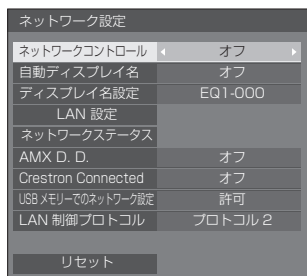 ネットワーク設定
ネットワークコントロール オフ
自動ディスプレイ名 オフ
ディスプレイ名設定 EQ1-000
LAN 設定
ネットワークステータス
AMX D. D. オフ
Crestron Connected オフ
USBメモリーでのネットワーク設定 許可
LAN 制御プロトコル プロトコル 2
リセット